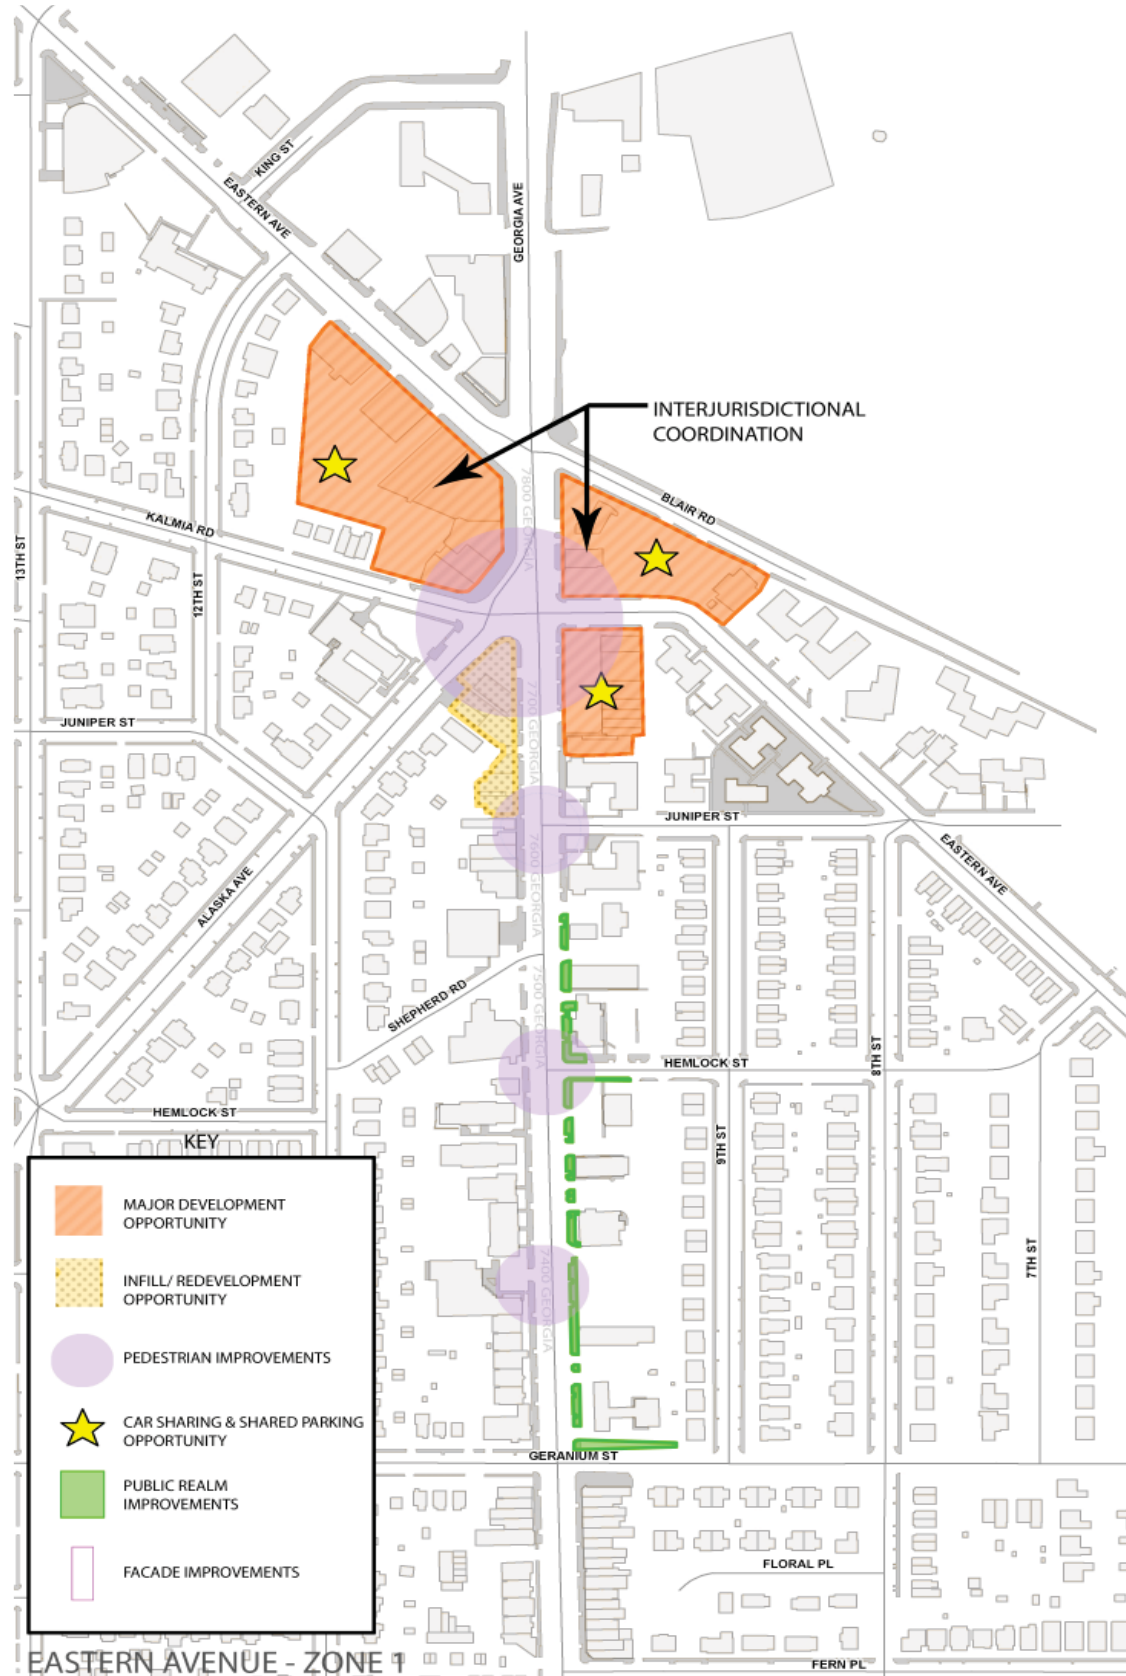 KING ST
EASTERN AVE
GEORGIA AVE
INTERJURISDICTIONAL
COORDINATION
7800 GEORGIA
BLAIR RD
KALMIA RD
13TH ST
12TH ST
7700 GEORGIA
JUNIPER ST
JUNIPER ST
7600 GEORGIA
EASTERN AVE
ALASKA AVE
7500 GEORGIA
SHEPHERD RD
8TH ST
HEMLOCK ST
HEMLOCK ST
9TH ST
KEY
MAJOR DEVELOPMENT
OPPORTUNITY
INFILL/ REDEVELOPMENT
OPPORTUNITY
7TH ST
7400 GEORGIA
PEDESTRIAN IMPROVEMENTS
CAR SHARING & SHARED PARKING
OPPORTUNITY
GERANIUM ST
PUBLIC REALM
IMPROVEMENTS
FACADE IMPROVEMENTS
FLORAL PL
EASTERN AVENUE - ZONE 1
FERN PL